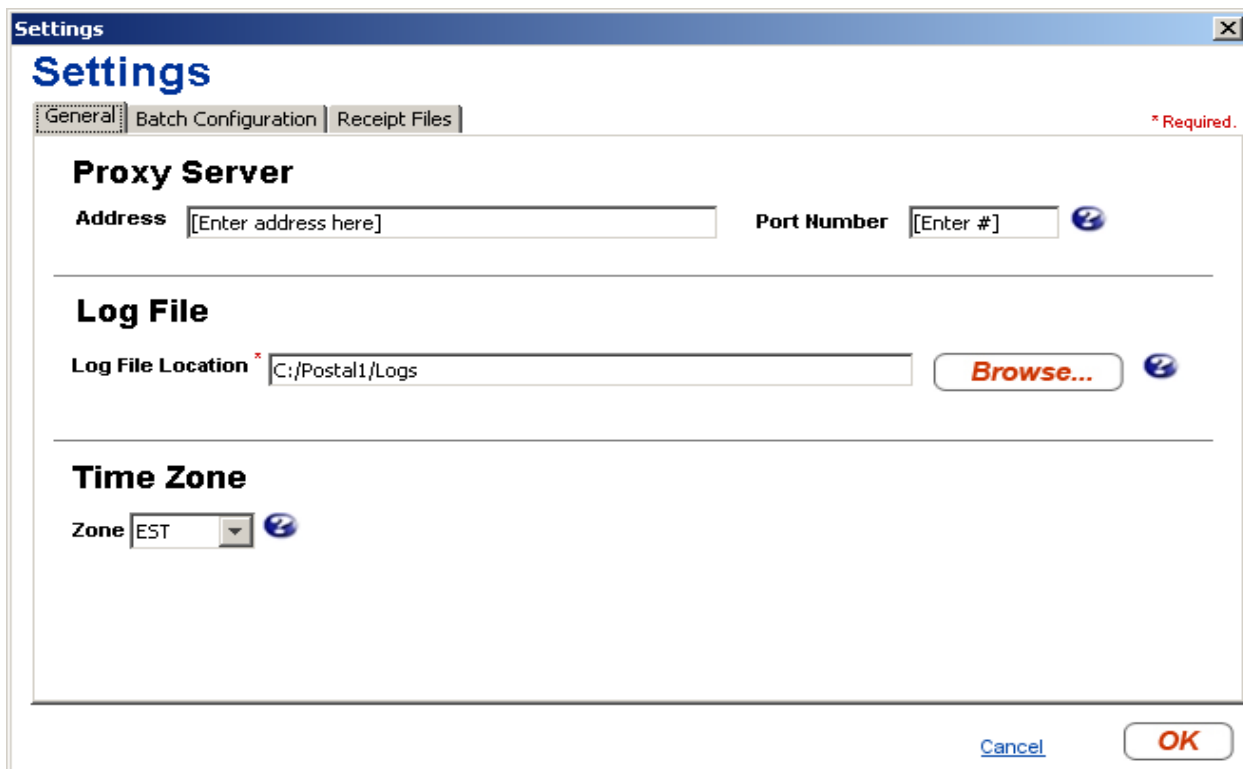 Settings
Settings
General Batch Configuration Receipt Files
* Required.
Proxy Server
Address [Enter address here] Port Number [Enter #] ?
Log File
Log File Location * C:/Postal1/Logs Browse... ?
Time Zone
Zone EST ?
Cancel OK